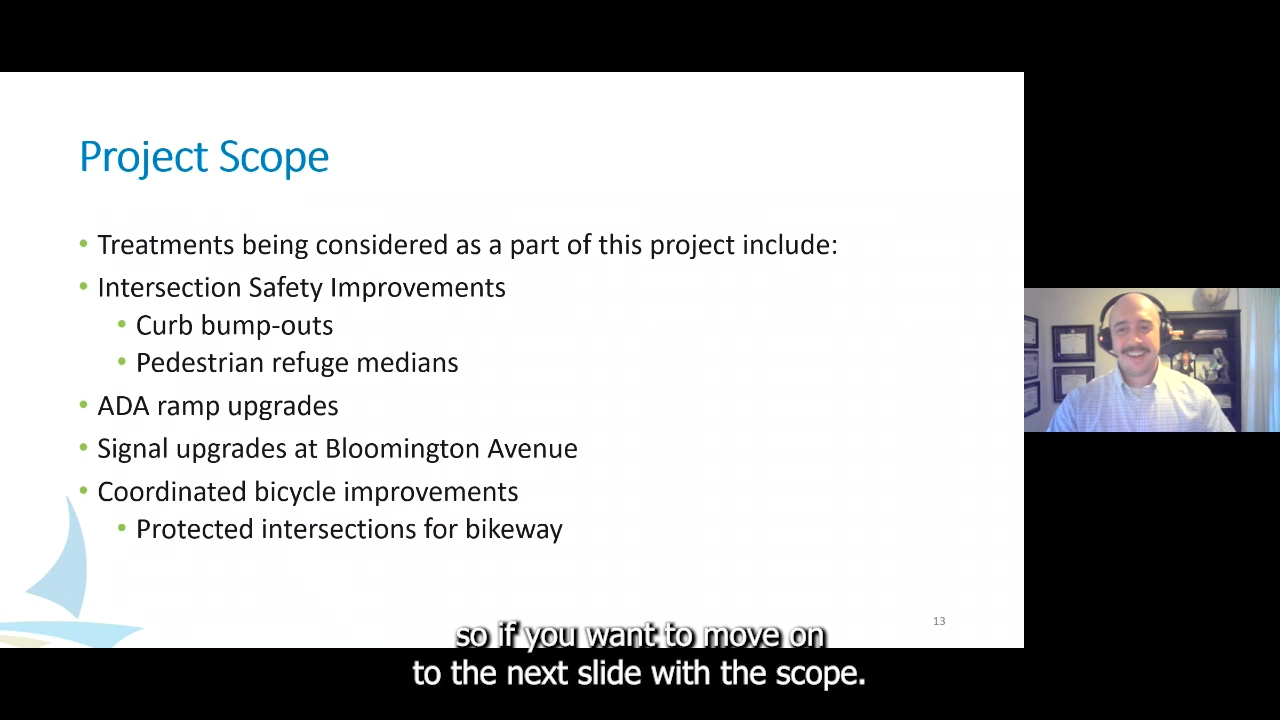 Project Scope
• Treatments being considered as a part of this project include:
• Intersection Safety Improvements
• Curb bump-outs
• Pedestrian refuge medians
• ADA ramp upgrades
• Signal upgrades at Bloomington Avenue
• Coordinated bicycle improvements
• Protected intersections for bikeway
13
so if you want to move on
to the next slide with the scope.